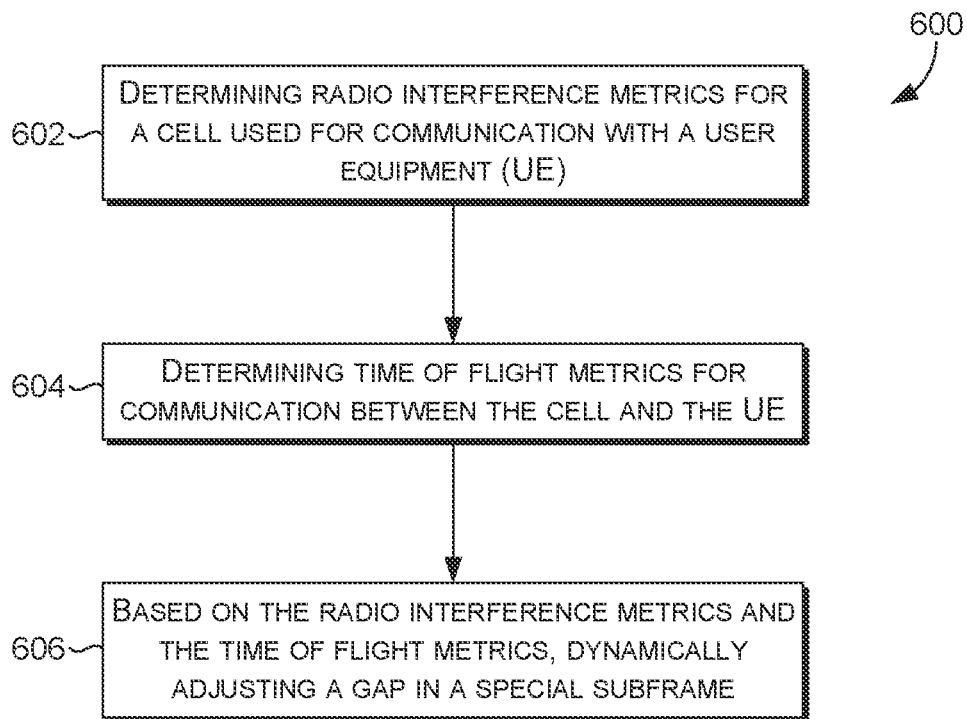 600
602
DETERMINING RADIO INTERFERENCE METRICS FOR
A CELL USED FOR COMMUNICATION WITH A USER
EQUIPMENT (UE)
604
DETERMINING TIME OF FLIGHT METRICS FOR
COMMUNICATION BETWEEN THE CELL AND THE UE
606
BASED ON THE RADIO INTERFERENCE METRICS AND
THE TIME OF FLIGHT METRICS, DYNAMICALLY
ADJUSTING A GAP IN A SPECIAL SUBFRAME